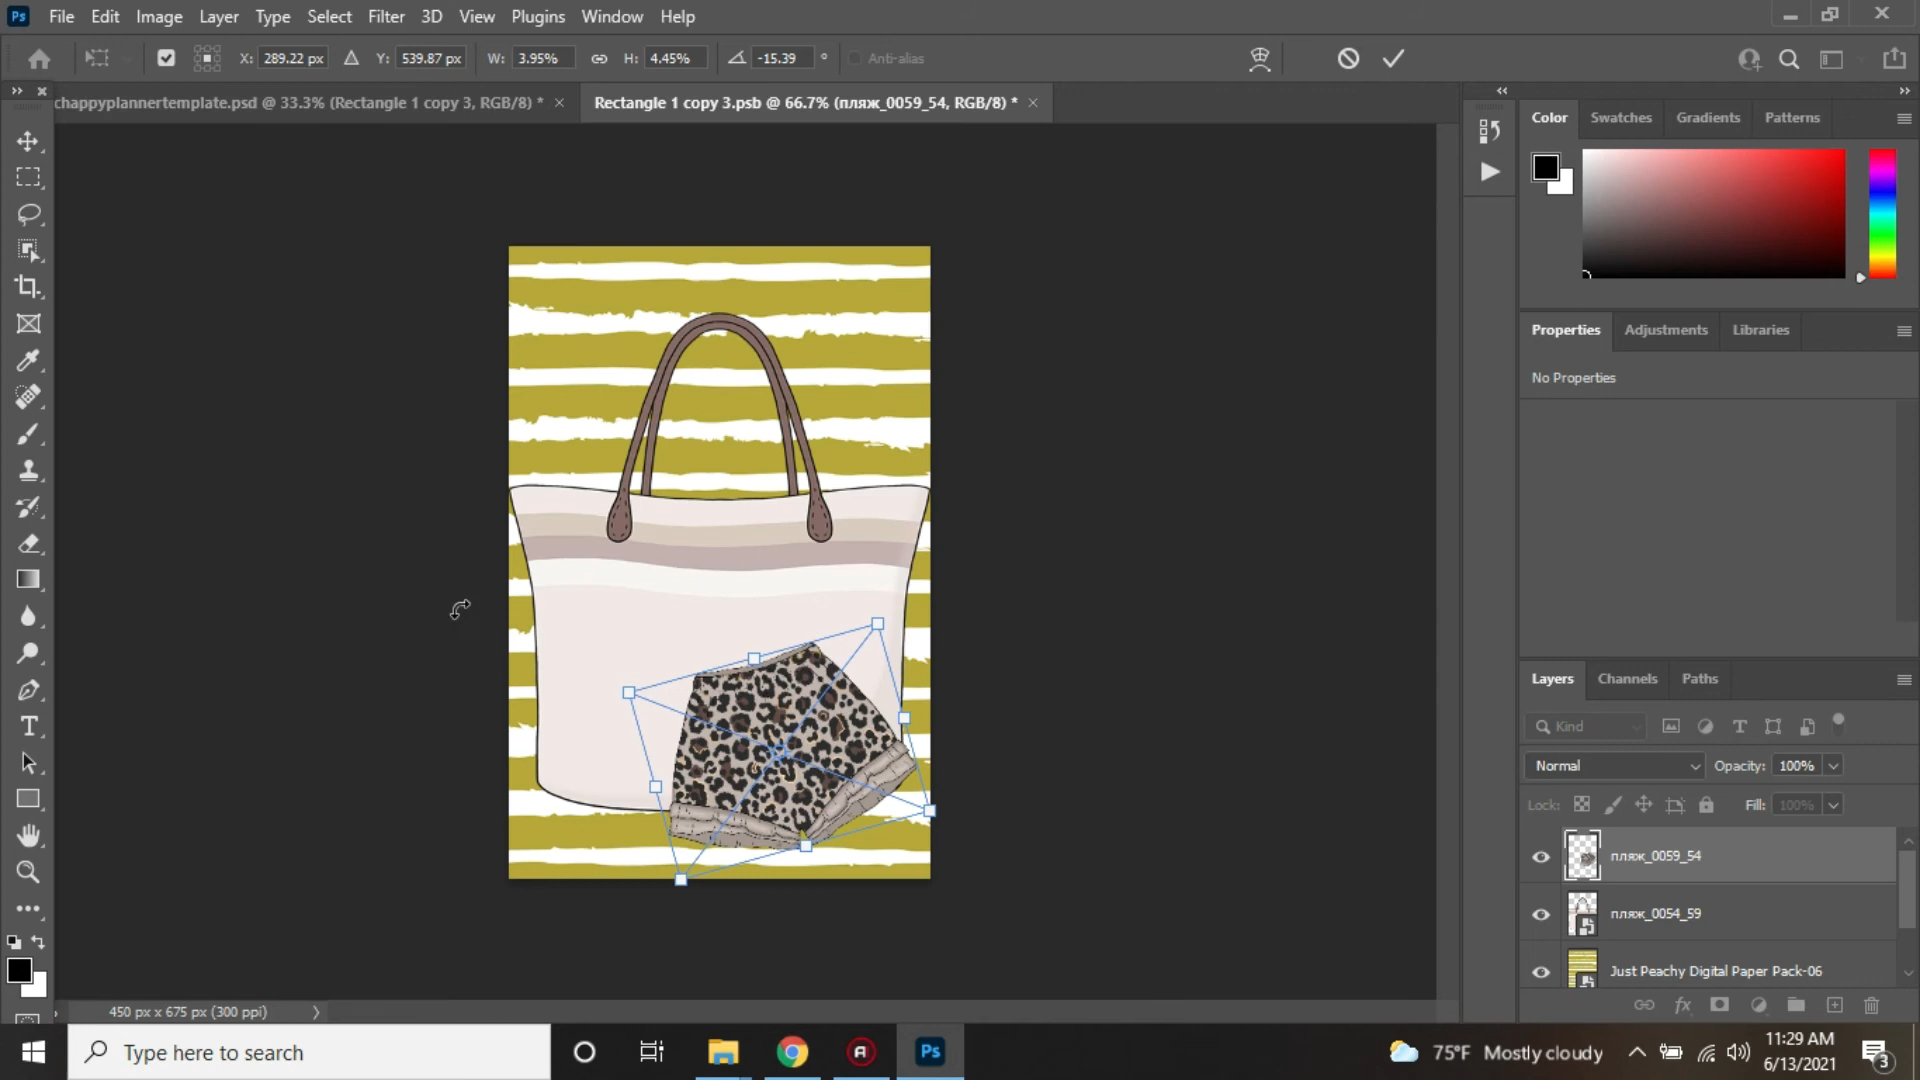 Ps File Edit Image Layer Type Select Filter 3D View Plugins Window Help
X: 289.22 px Y: 539.87 px W: 3.95% H: 4.45% -15.39 ° Anti-alias
chappyplannertemplate.psd @ 33.3% (Rectangle 1 copy 3, RGB/8) * × Rectangle 1 copy 3.psb @ 66.7% (пляж_0059_54, RGB/8) * ×
Color Swatches Gradients Patterns
Properties Adjustments Libraries
No Properties
Layers Channels Paths
Kind
Normal Opacity: 100%
Lock: Fill: 100%
пляж_0059_54
пляж_0054_59
Just Peachy Digital Paper Pack-06
450 px x 675 px (300 ppi)
Type here to search
Ps
75°F Mostly cloudy
11:29 AM
6/13/2021
3